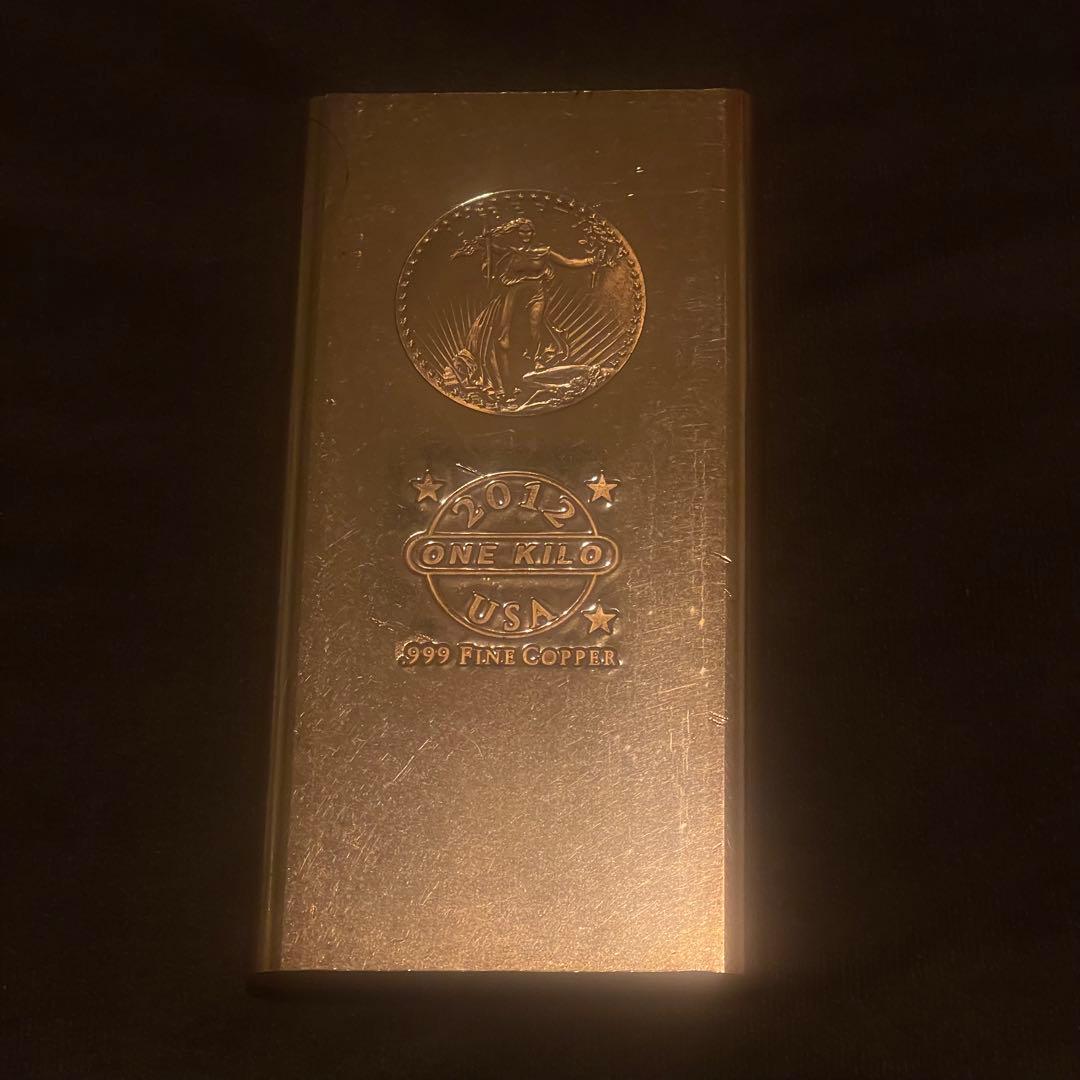 2012
ONE KILO
USA
.999 FINE COPPER